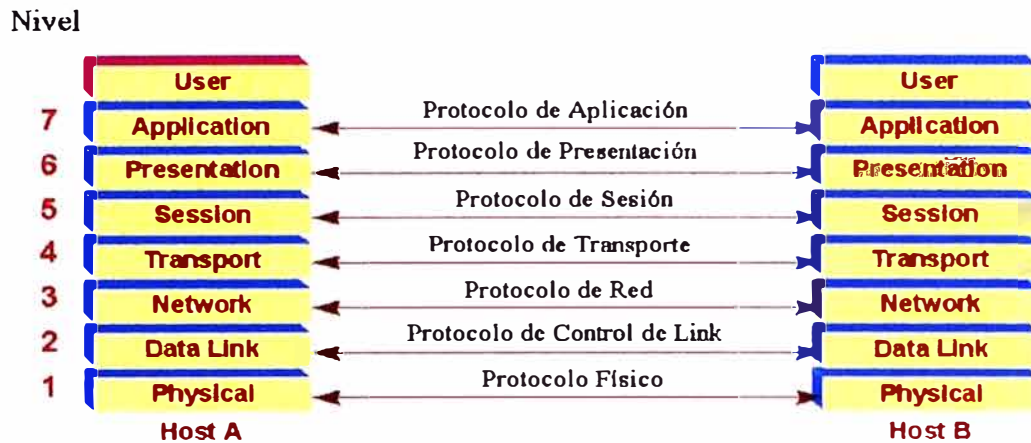 Nivel
User User
7 Application Protocolo de Aplicación Application
6 Presentation Protocolo de Presentación Presentation
5 Session Protocolo de Sesión Session
4 Transport Protocolo de Transporte Transport
3 Network Protocolo de Red Network
2 Data Link Protocolo de Control de Link Data Link
1 Physical Protocolo Físico Physical
Host A Host B